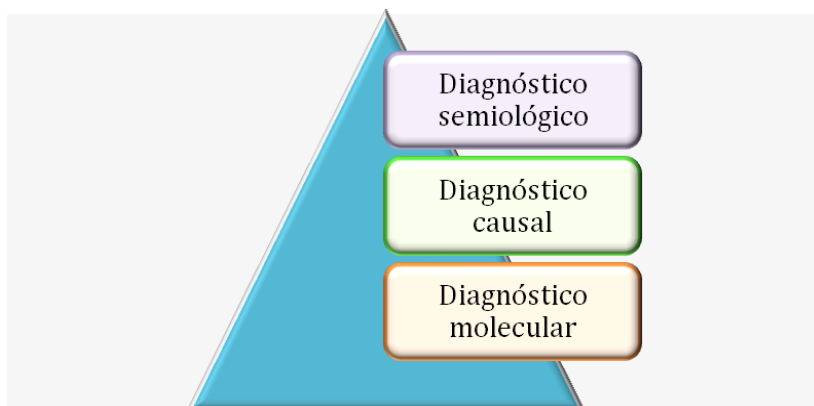 Diagnóstico
semiológico
Diagnóstico
causal
Diagnóstico
molecular